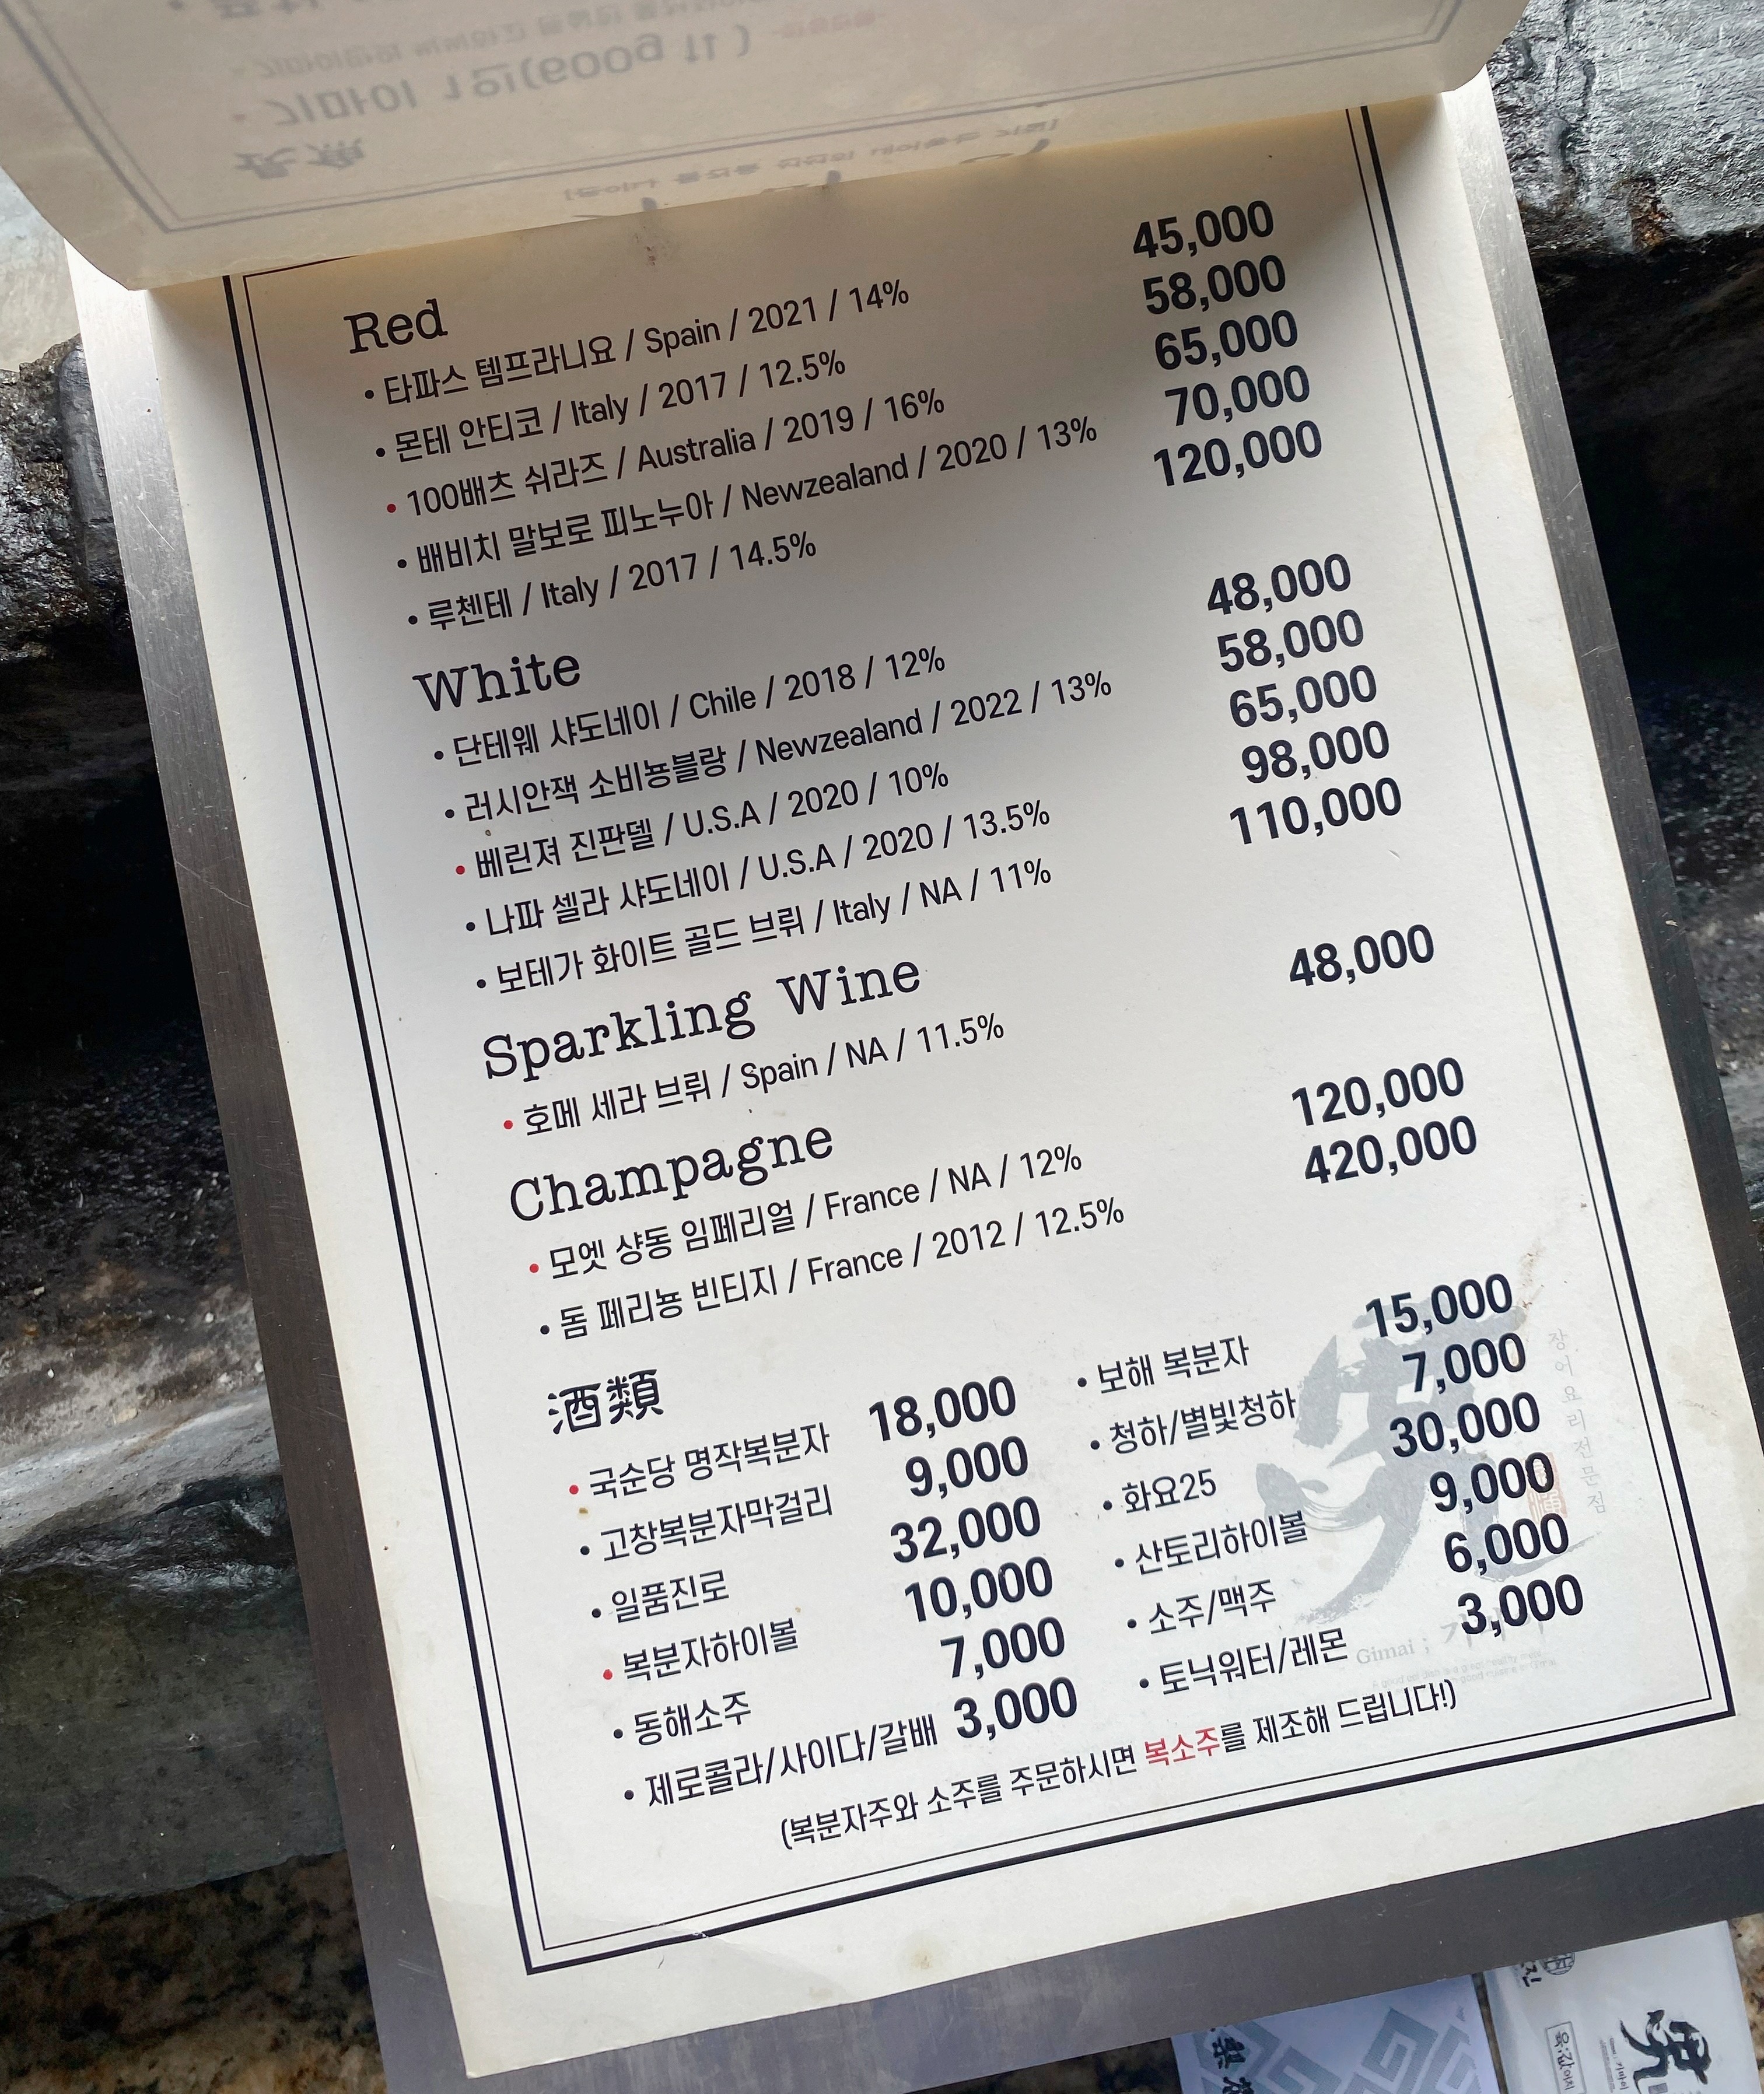 기마이 1인(600g
Red
• 타파스 템프라니요 / Spain / 2021 / 14% 45,000
• 몬테 안티코 / Italy / 2017 / 12.5% 58,000
• 100배츠 쉬라즈 / Australia / 2019 / 16% 65,000
• 배비치 말보로 피노누아 / Newzealand / 2020 / 13% 70,000
• 루첸테 / Italy / 2017 / 14.5% 120,000
White
• 단테웨 샤도네이 / Chile / 2018 / 12% 48,000
• 러시안잭 소비뇽블랑 / Newzealand / 2022 / 13% 58,000
• 베린져 진판델 / U.S.A / 2020 / 10% 65,000
• 나파 셀라 샤도네이 / U.S.A / 2020 / 13.5% 98,000
• 보테가 화이트 골드 브뤼 / Italy / NA / 11% 110,000
Sparkling Wine
• 호메 세라 브뤼 / Spain / NA / 11.5% 48,000
Champagne
• 모엣 샹동 임페리얼 / France / NA / 12% 120,000
• 돔 페리뇽 빈티지 / France / 2012 / 12.5% 420,000
酒類
• 국순당 명작복분자 18,000 • 보해 복분자 15,000
• 고창복분자막걸리 9,000 • 청하/별빛청하 7,000
• 일품진로 32,000 • 화요25 30,000
• 복분자하이볼 10,000 • 산토리하이볼 9,000
• 동해소주 7,000 • 소주/맥주 6,000
• 제로콜라/사이다/갈배 3,000 • 토닉워터/레몬 3,000
(복분자주와 소주를 주문하시면 복소주를 제조해 드립니다!)
장어요리전문점
Gimai ;